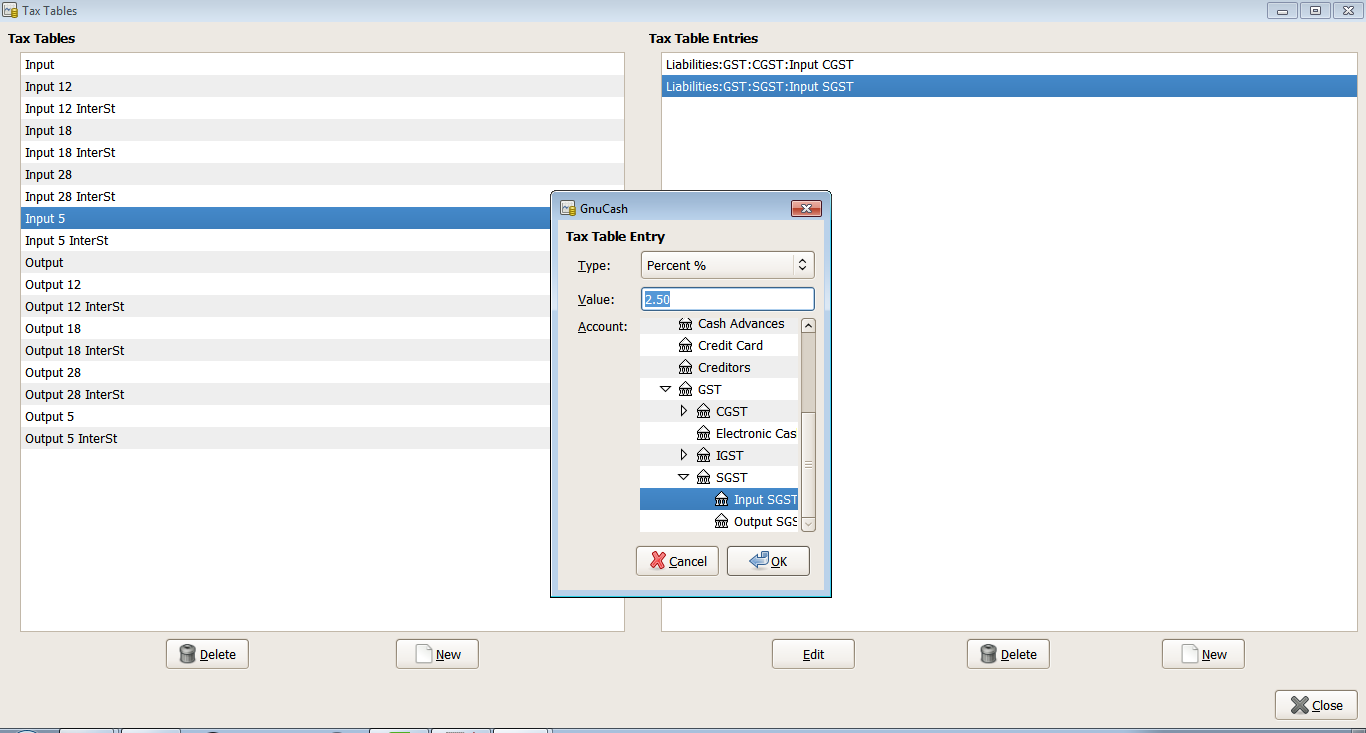 Tax Tables
Tax Tables
Input
Input 12
Input 12 InterSt
Input 18
Input 18 InterSt
Input 28
Input 28 InterSt
Input 5
Input 5 InterSt
Output
Output 12
Output 12 InterSt
Output 18
Output 18 InterSt
Output 28
Output 28 InterSt
Output 5
Output 5 InterSt
Delete
New
Tax Table Entries
Liabilities:GST:CGST:Input CGST
Liabilities:GST:SGST:Input SGST
GnuCash
Tax Table Entry
Type: Percent %
Value: 2.50
Account:
Cash Advances
Credit Card
Creditors
GST
CGST
Electronic Cas
IGST
SGST
Input SGST
Output SGS
Cancel
OK
Edit
Delete
New
Close